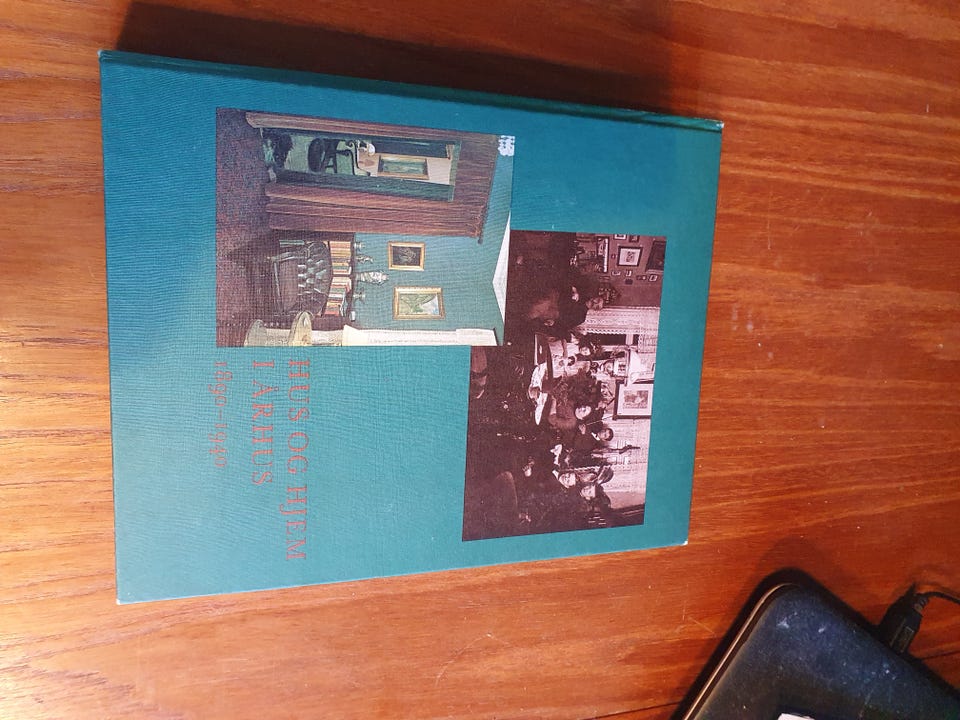 HUS OG HJEM
I ÅRHUS
1890-1940